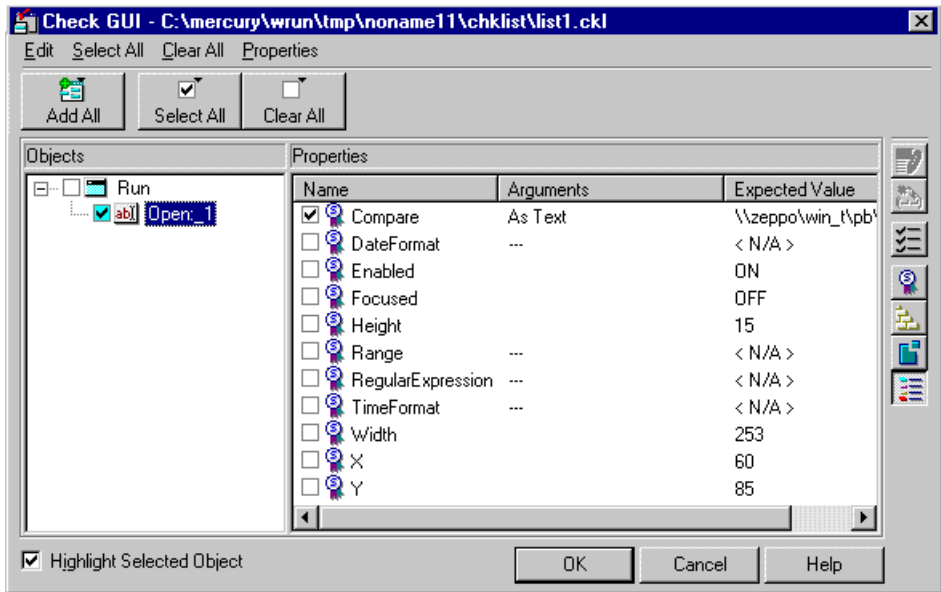 Check GUI - C:\mercury\wrun\tmp\noname11\chklist\list1.ckl
Edit Select All Clear All Properties
Add All Select All Clear All
Objects Properties
Run
abI Open:_1
Name Arguments Expected Value
Compare As Text \\zeppo\win_t\pb\
DateFormat --- < N/A >
Enabled ON
Focused OFF
Height 15
Range --- < N/A >
RegularExpression --- < N/A >
TimeFormat --- < N/A >
Width 253
X 60
Y 85
Highlight Selected Object OK Cancel Help